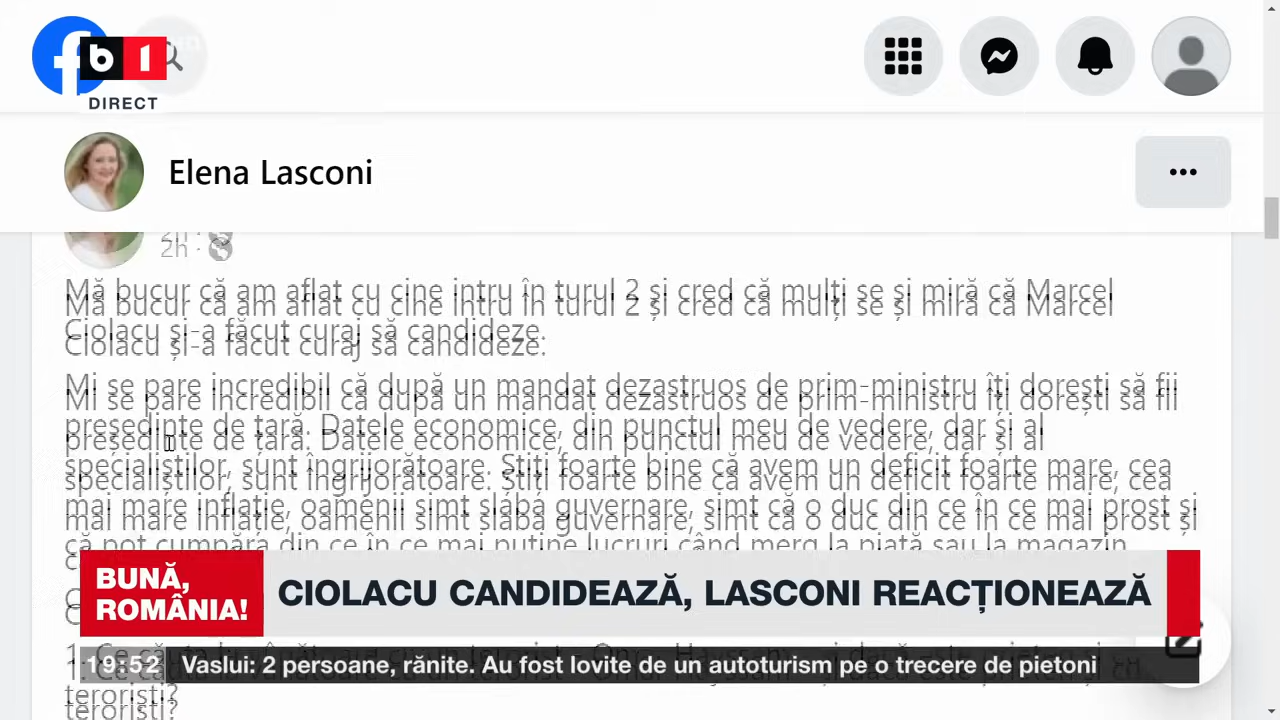 b1
DIRECT
Elena Lasconi
2h ·
Mă bucur că am aflat cu cine intru în turul 2 și cred că mulți se și miră că Marcel
Ciolacu și-a făcut curaj să candideze.
Mi se pare incredibil că după un mandat dezastruos de prim-ministru îți dorești să fii
președinte de țară. Datele economice, din punctul meu de vedere, dar și al
specialiștilor, sunt îngrijorătoare. Știți foarte bine că avem un deficit foarte mare, cea
mai mare inflație, oamenii simt slaba guvernare, simt că o duc din ce în ce mai prost și
că pot cumpăra din ce în ce mai puține lucruri când merg la piață sau la magazin.
BUNĂ,
ROMÂNIA!
CIOLACU CANDIDEAZĂ, LASCONI REACȚIONEAZĂ
19:52 Vaslui: 2 persoane, rănite. Au fost lovite de un autoturism pe o trecere de pietoni
teroriști?